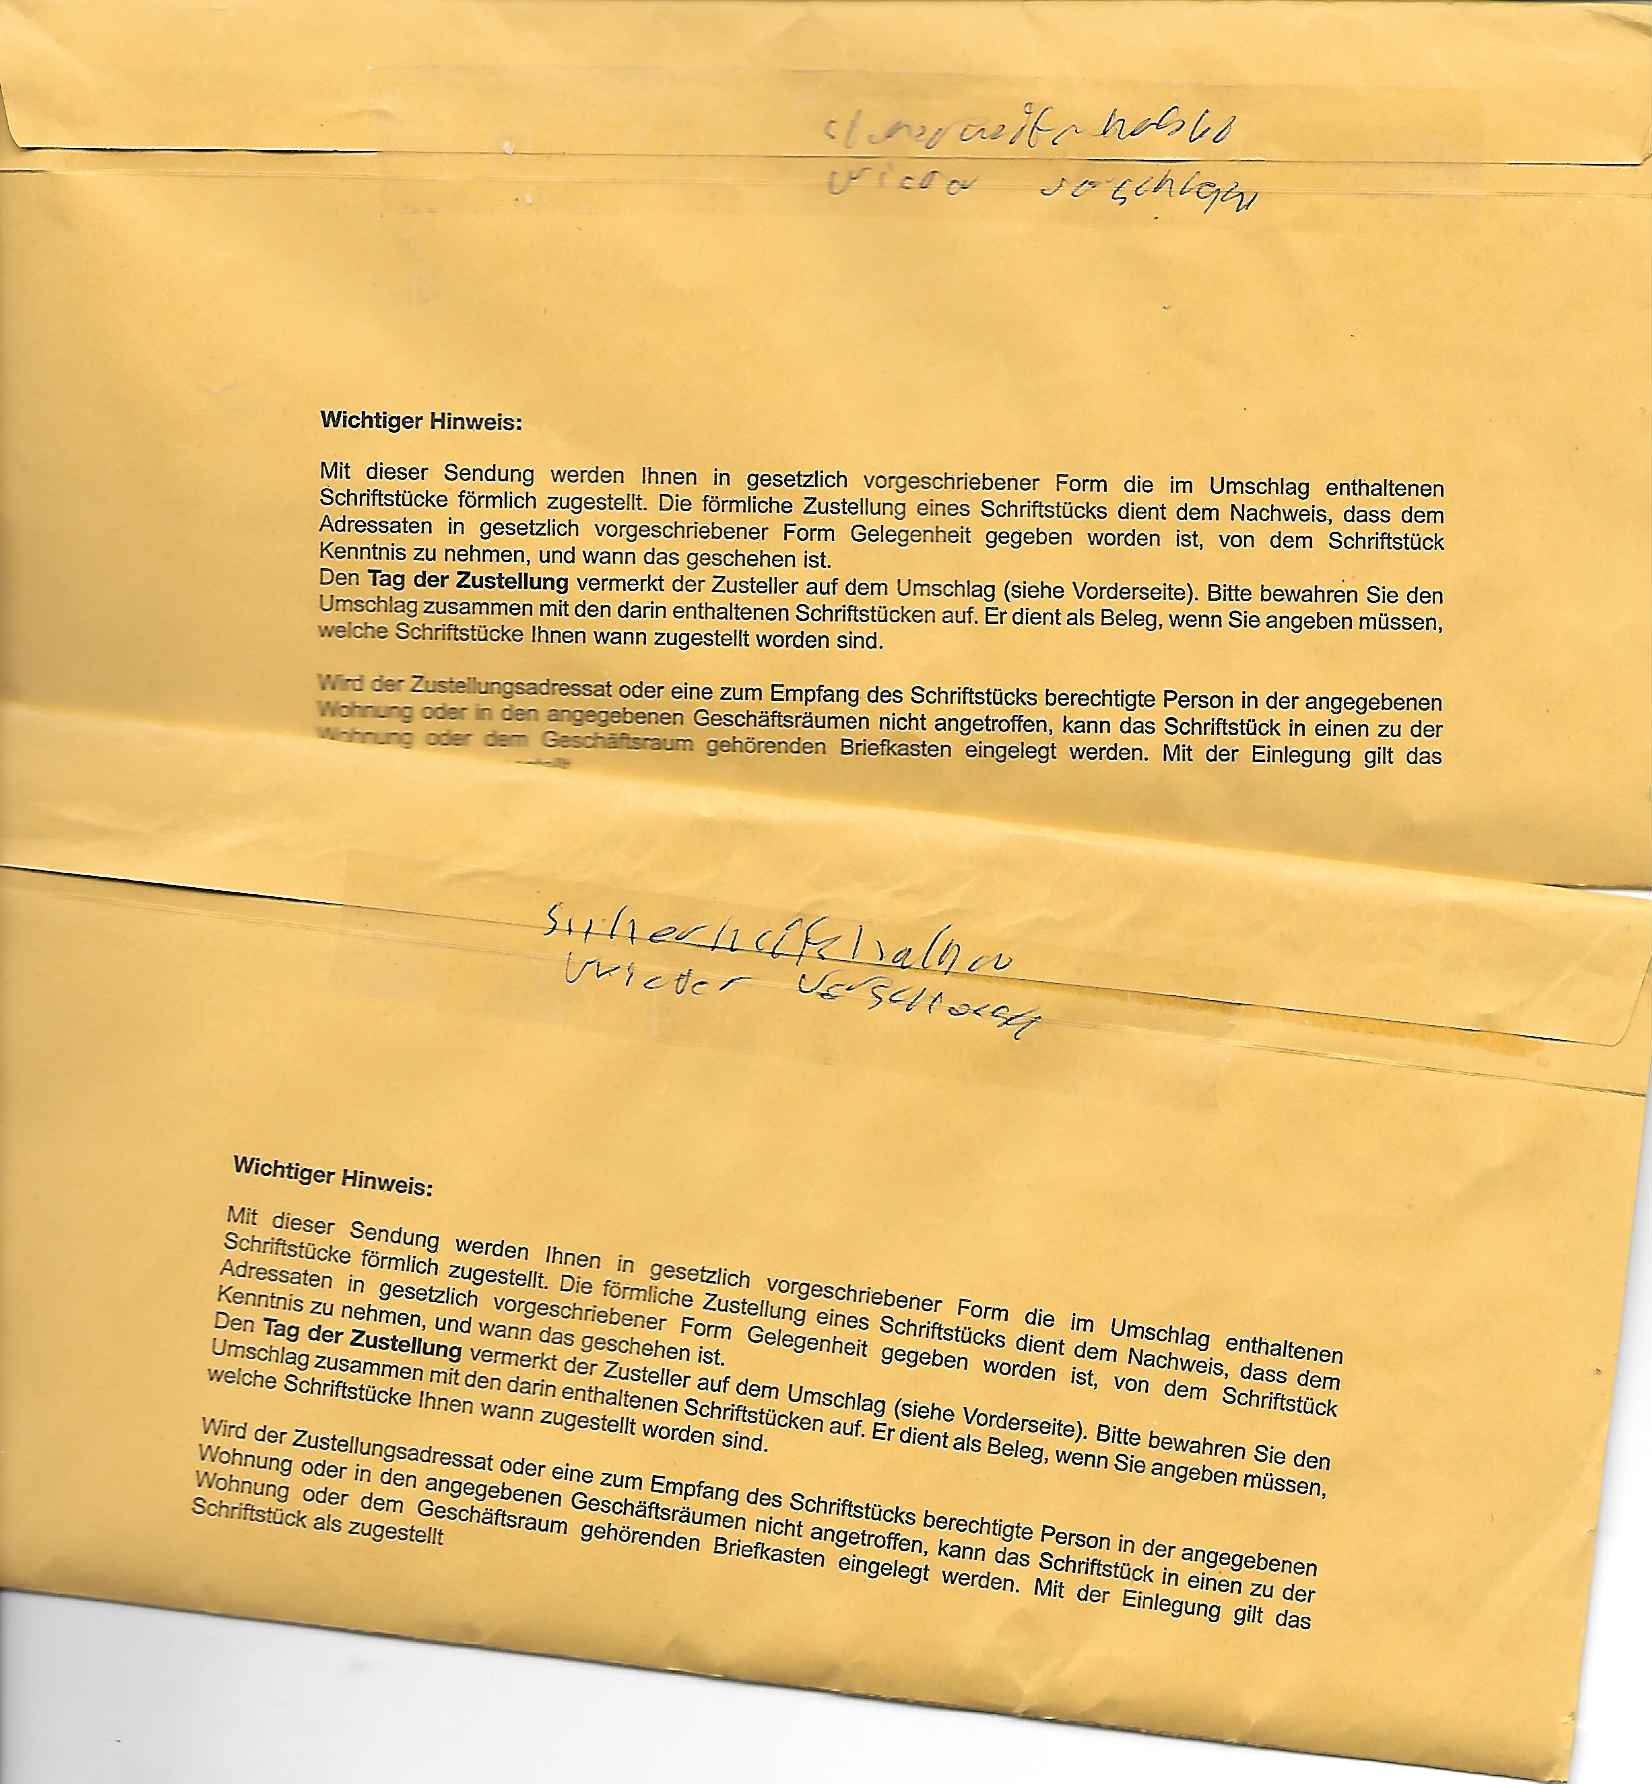 wieder
Wichtiger Hinweis:
Mit dieser Sendung werden Ihnen in gesetzlich vorgeschriebener Form die im Umschlag enthaltenen
Schriftstücke förmlich zugestellt. Die förmliche Zustellung eines Schriftstücks dient dem Nachweis, dass dem
Adressaten in gesetzlich vorgeschriebener Form Gelegenheit gegeben worden ist, von dem Schriftstück
Kenntnis zu nehmen, und wann das geschehen ist.
Den Tag der Zustellung vermerkt der Zusteller auf dem Umschlag (siehe Vorderseite). Bitte bewahren Sie den
Umschlag zusammen mit den darin enthaltenen Schriftstücken auf. Er dient als Beleg, wenn Sie angeben müssen,
welche Schriftstücke Ihnen wann zugestellt worden sind.
Wird der Zustellungsadressat oder eine zum Empfang des Schriftstücks berechtigte Person in der angegebenen
Wohnung oder in den angegebenen Geschäftsräumen nicht angetroffen, kann das Schriftstück in einen zu der
Wohnung oder dem Geschäftsraum gehörenden Briefkasten eingelegt werden. Mit der Einlegung gilt das
wieder
Wichtiger Hinweis:
Mit dieser Sendung werden Ihnen in gesetzlich vorgeschriebener Form die im Umschlag enthaltenen
Schriftstücke förmlich zugestellt. Die förmliche Zustellung eines Schriftstücks dient dem Nachweis, dass dem
Adressaten in gesetzlich vorgeschriebener Form Gelegenheit gegeben worden ist, von dem Schriftstück
Kenntnis zu nehmen, und wann das geschehen ist.
Den Tag der Zustellung vermerkt der Zusteller auf dem Umschlag (siehe Vorderseite). Bitte bewahren Sie den
Umschlag zusammen mit den darin enthaltenen Schriftstücken auf. Er dient als Beleg, wenn Sie angeben müssen,
welche Schriftstücke Ihnen wann zugestellt worden sind.
Wird der Zustellungsadressat oder eine zum Empfang des Schriftstücks berechtigte Person in der angegebenen
Wohnung oder in den angegebenen Geschäftsräumen nicht angetroffen, kann das Schriftstück in einen zu der
Wohnung oder dem Geschäftsraum gehörenden Briefkasten eingelegt werden. Mit der Einlegung gilt das
Schriftstück als zugestellt